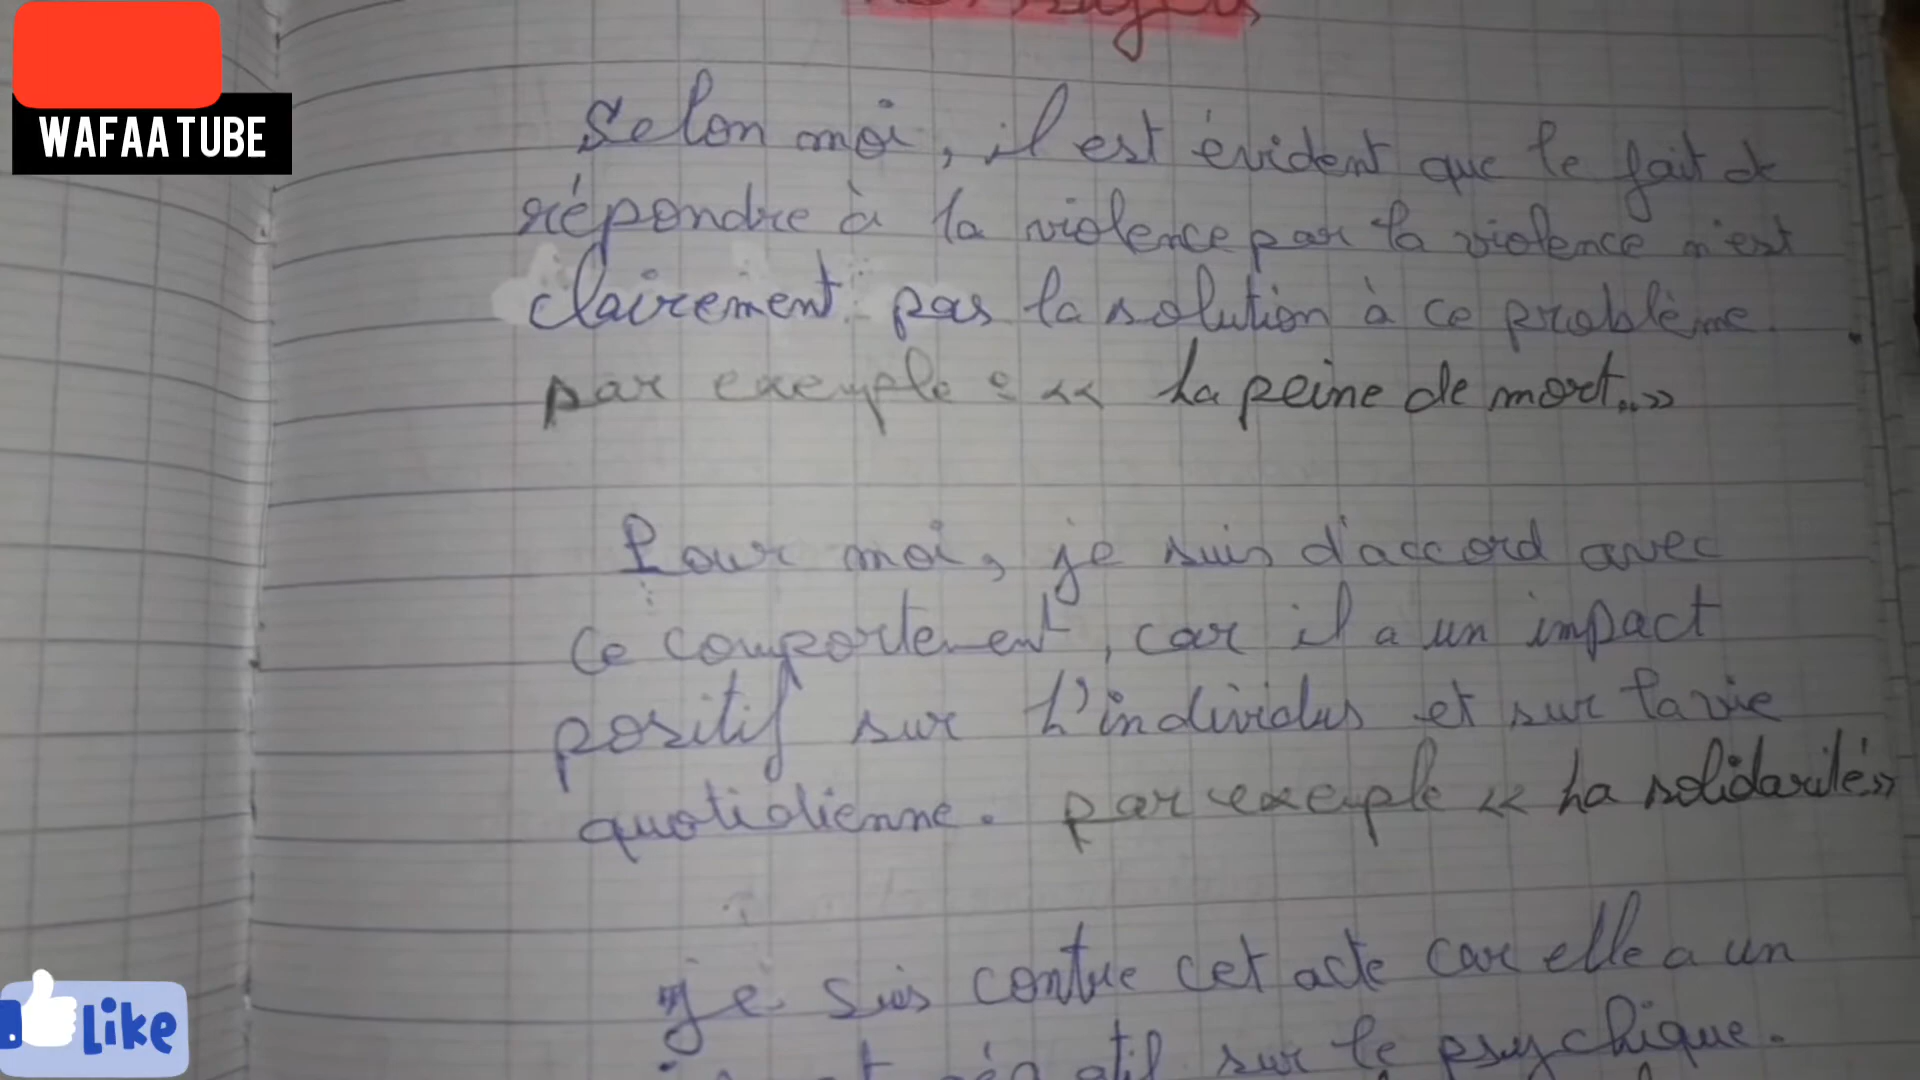 WAFAA TUBE
Selon moi, il est évident que le fait de
répondre à la violence par la violence n'est
clairement pas la solution à ce problème.
par exemple : << La peine de mort..>>
Pour moi, je suis d'accord avec
ce comportement, car il a un impact
positif sur l'individus et sur la vie
quotidienne. par exemple << La solidarité>>
je suis contre cet acte car elle a un
sur le psychique.
Like